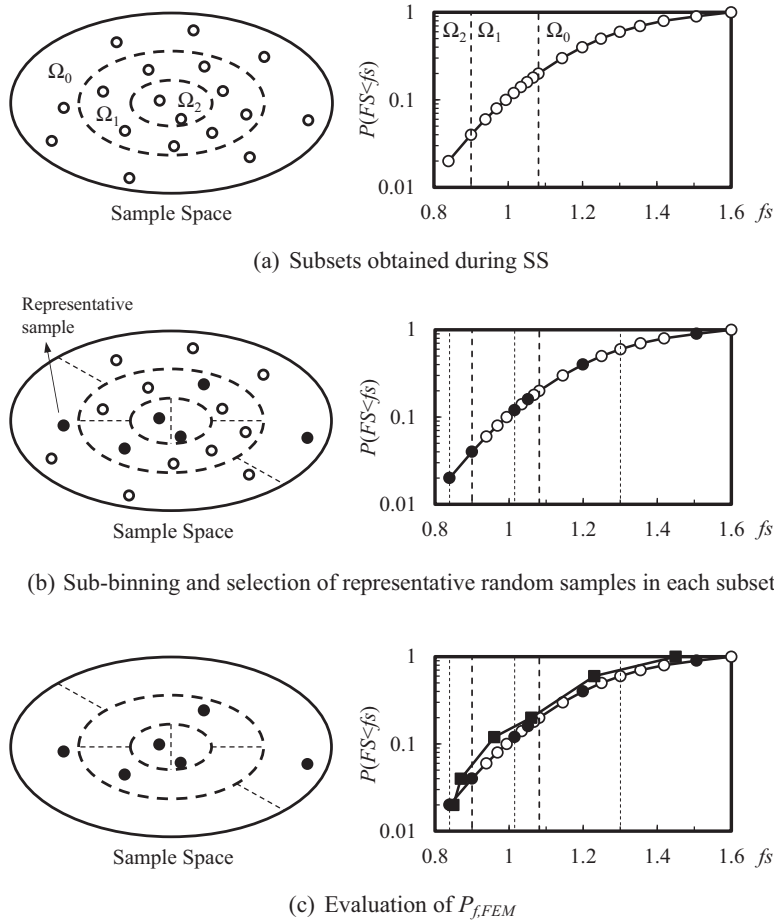 Ω0
Ω1
Ω2
Sample Space
P(FS<fs)
1
0.1
0.01
Ω2
Ω1
Ω0
0.8 1 1.2 1.4 1.6 fs
(a) Subsets obtained during SS
Representative
sample
Sample Space
P(FS<fs)
1
0.1
0.01
0.8 1 1.2 1.4 1.6 fs
(b) Sub-binning and selection of representative random samples in each subset
Sample Space
P(FS<fs)
1
0.1
0.01
0.8 1 1.2 1.4 1.6 fs
(c) Evaluation of Pf,FEM